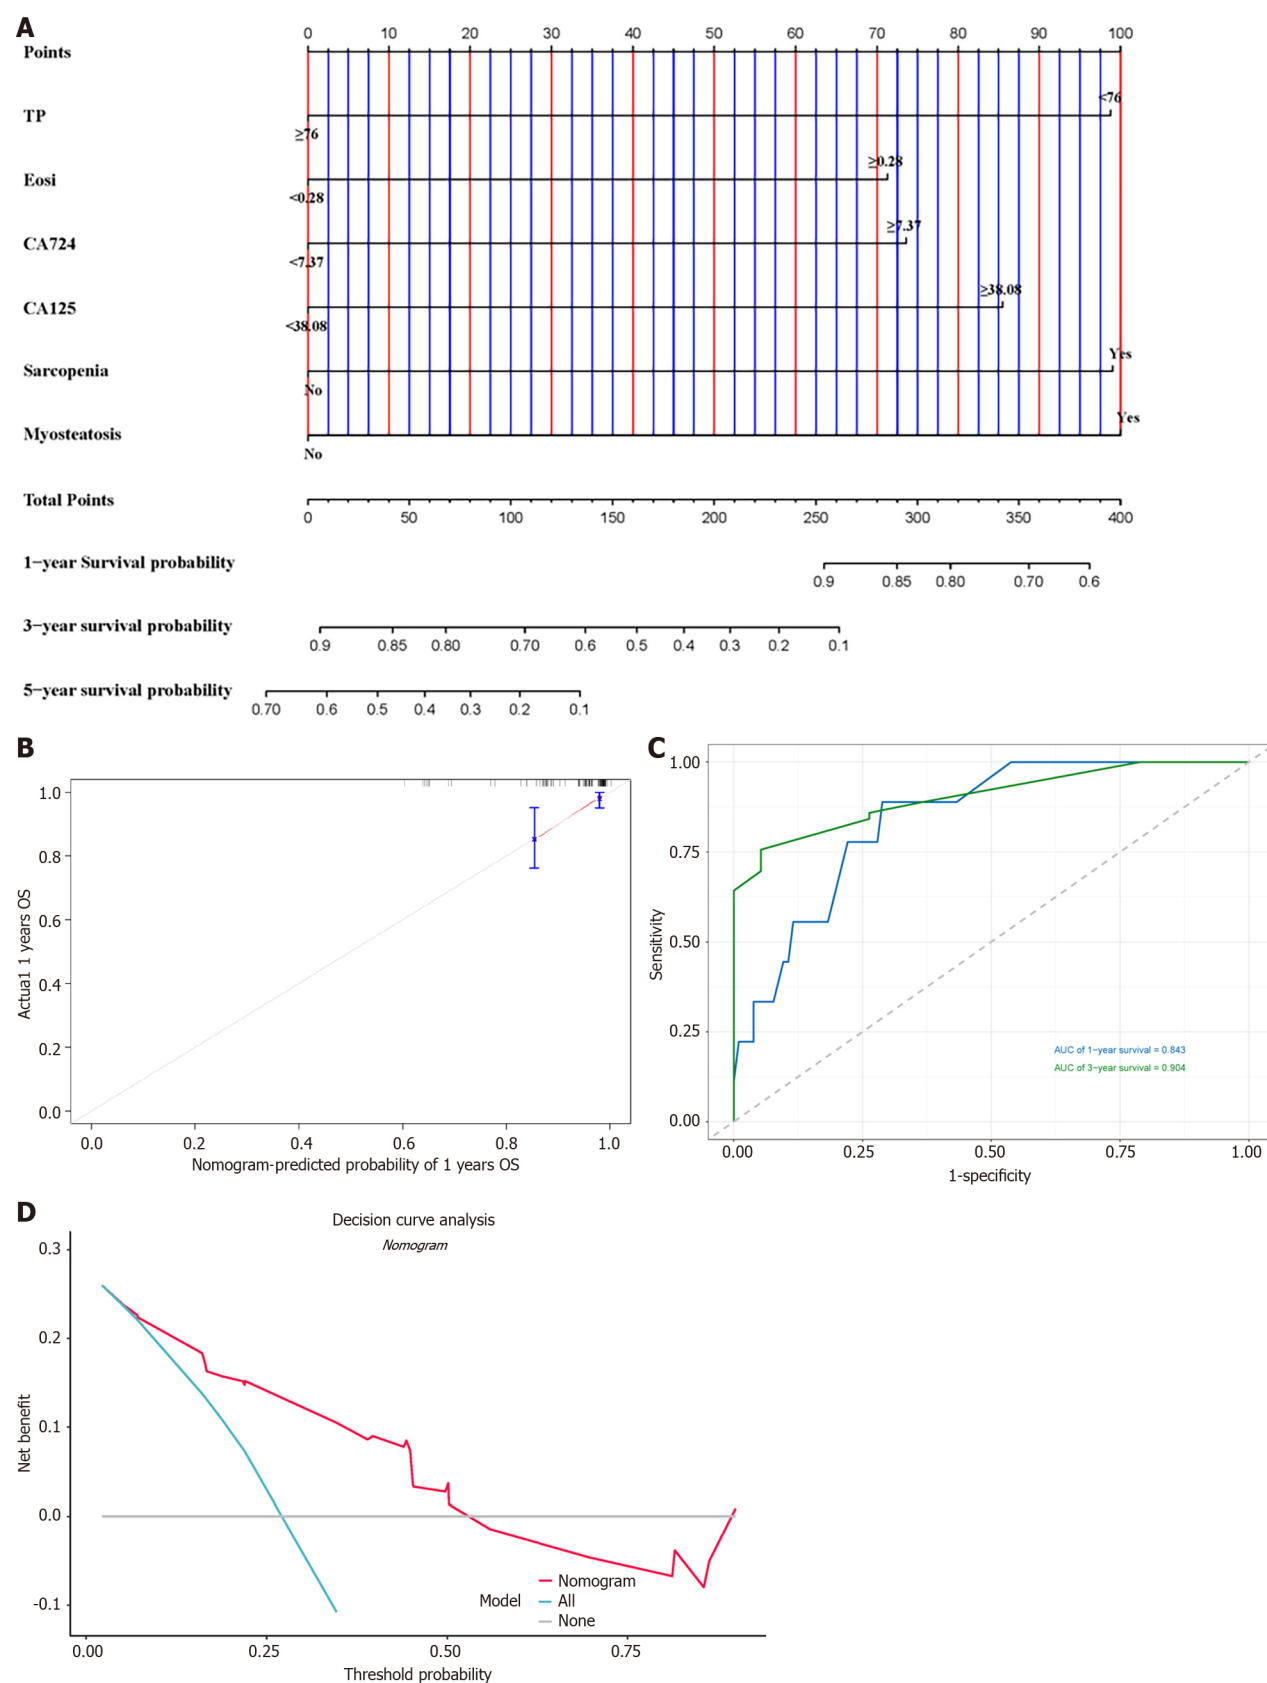 A
0 10 20 30 40 50 60 70 80 90 100
Points
<76
TP
≥76
≥0.28
Eosi
<0.28
≥7.37
CA724
<7.37
≥38.08
CA125
<38.08
Yes
Sarcopenia
No
Yes
Myosteatosis
No
Total Points
0 50 100 150 200 250 300 350 400
1−year Survival probability
0.9 0.85 0.80 0.70 0.6
3−year survival probability
0.9 0.85 0.80 0.70 0.6 0.5 0.4 0.3 0.2 0.1
5−year survival probability
0.70 0.6 0.5 0.4 0.3 0.2 0.1
B
1.0
0.8
0.6
0.4
0.2
0.0
Actua1 1 years OS
0.0 0.2 0.4 0.6 0.8 1.0
Nomogram-predicted probability of 1 years OS
C
1.00
0.75
0.50
0.25
0.00
Sensitivity
AUC of 1−year survival = 0.843
AUC of 3−year survival = 0.904
0.00 0.25 0.50 0.75 1.00
1-specificity
D
Decision curve analysis
Nomogram
0.3
0.2
0.1
0.0
-0.1
Net benefit
Model
Nomogram
All
None
0.00 0.25 0.50 0.75
Threshold probability